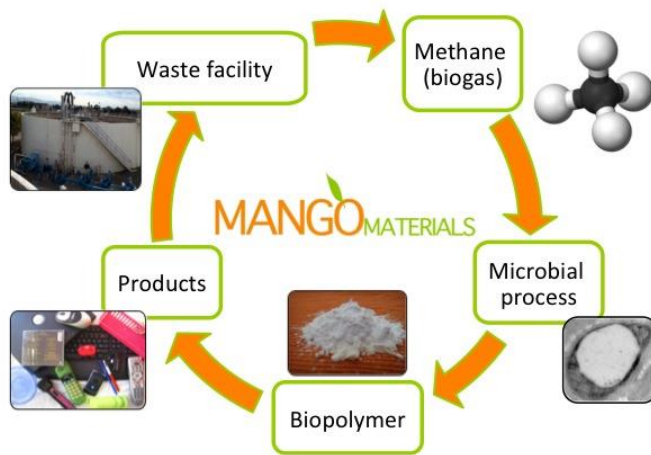 Waste facility
Methane
(biogas)
MANGO MATERIALS
Products
Microbial
process
Biopolymer